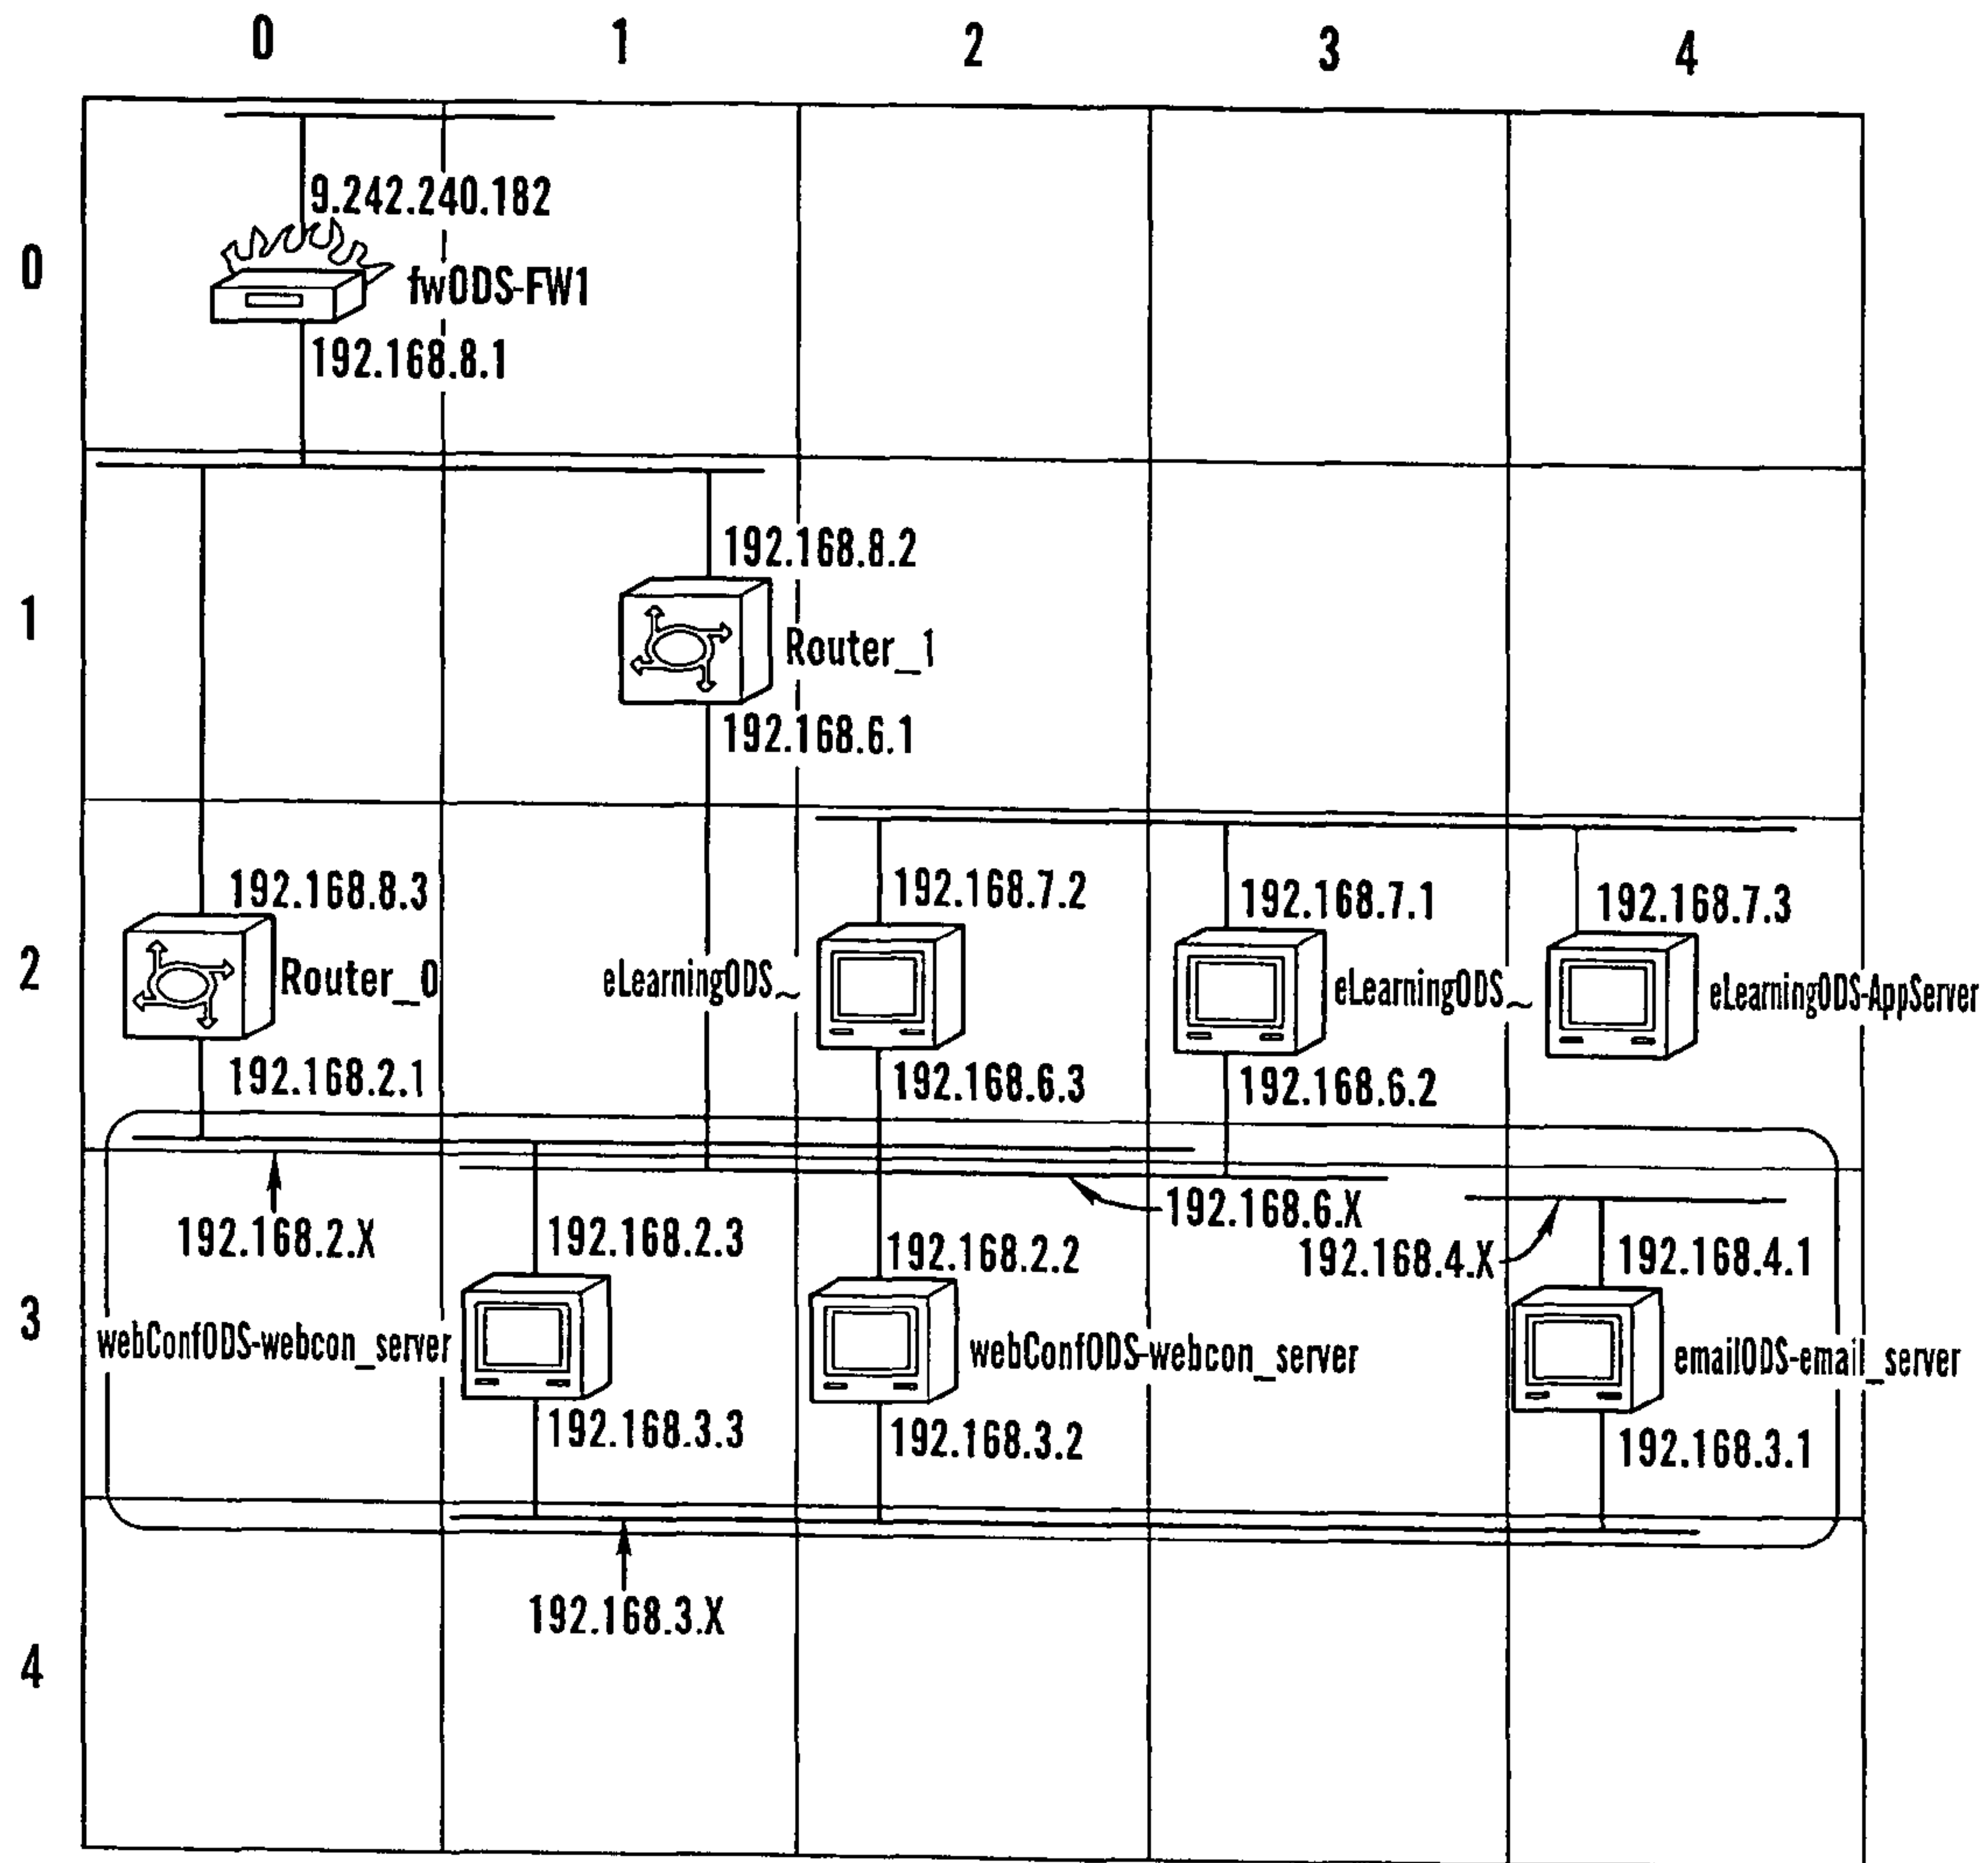 0 1 2 3 4
9.242.240.182
0
fwODS-FW1
192.168.8.1
192.168.8.2
1
Router_1
192.168.6.1
192.168.8.3
192.168.7.2
192.168.7.1
192.168.7.3
2
Router_0
eLearningODS~
eLearningODS~
eLearningODS-AppServer
192.168.2.1
192.168.6.3
192.168.6.2
192.168.2.X
192.168.2.3
192.168.2.2
192.168.6.X
192.168.4.X
192.168.4.1
3
webConfODS-webcon_server
webConfODS-webcon_server
emailODS-email_server
192.168.3.3
192.168.3.2
192.168.3.1
192.168.3.X
4